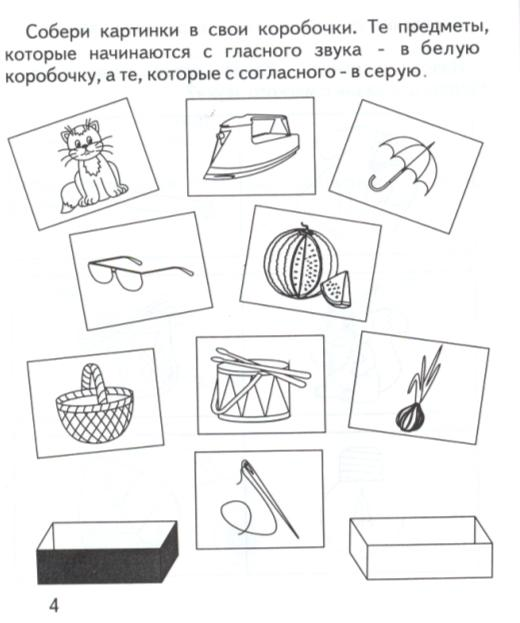 Собери картинки в свои коробочки. Те предметы,
которые начинаются с гласного звука - в белую
коробочку, а те, которые с согласного - в серую.
4